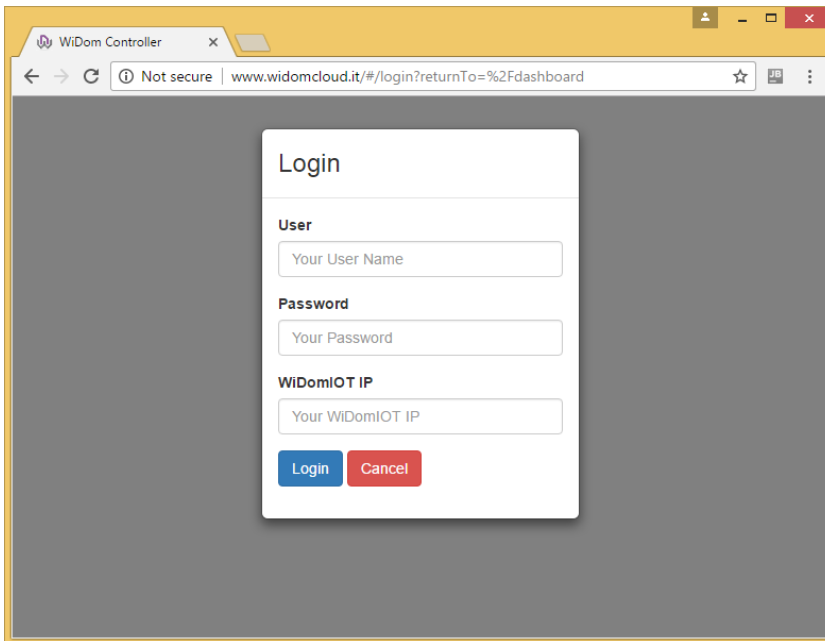 WiDom Controller
Not secure | www.widomcloud.it/#/login?returnTo=%2Fdashboard
JB
Login
User
Your User Name
Password
Your Password
WiDomIOT IP
Your WiDomIOT IP
Login Cancel